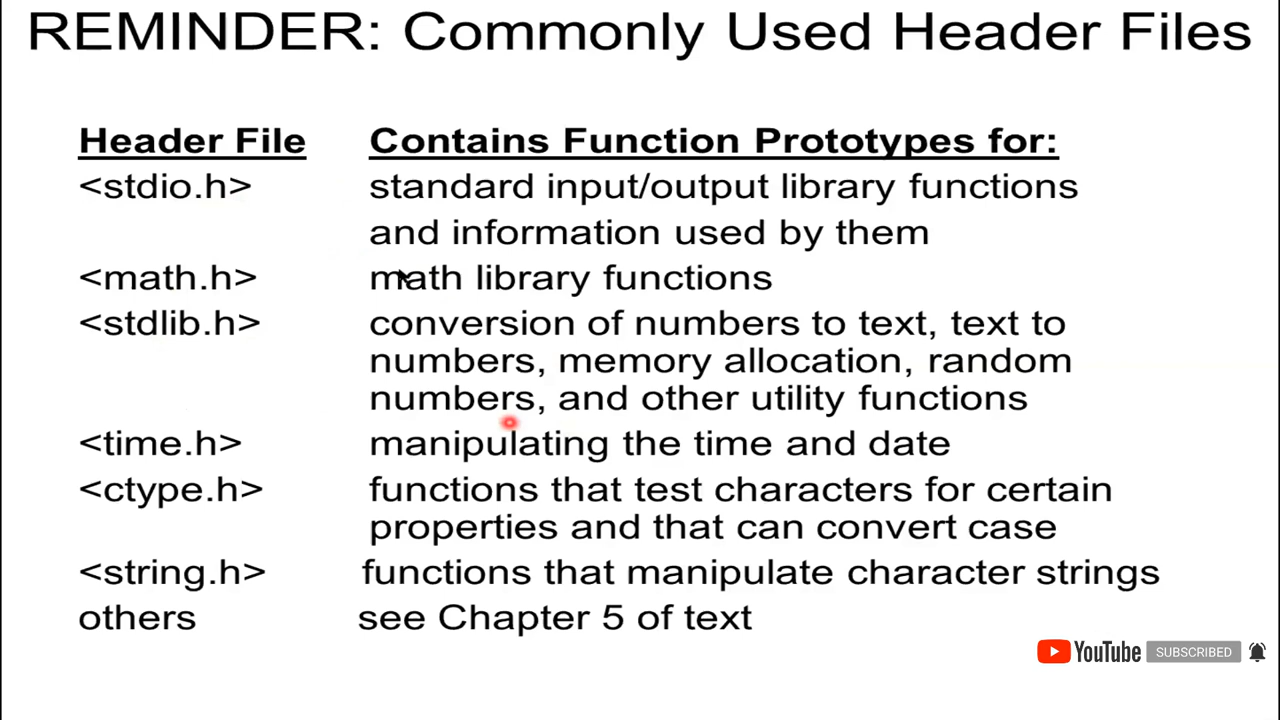 REMINDER: Commonly Used Header Files
Header File Contains Function Prototypes for:
<stdio.h> standard input/output library functions
and information used by them
<math.h> math library functions
<stdlib.h> conversion of numbers to text, text to
numbers, memory allocation, random
numbers, and other utility functions
<time.h> manipulating the time and date
<ctype.h> functions that test characters for certain
properties and that can convert case
<string.h> functions that manipulate character strings
others see Chapter 5 of text
YouTube SUBSCRIBED